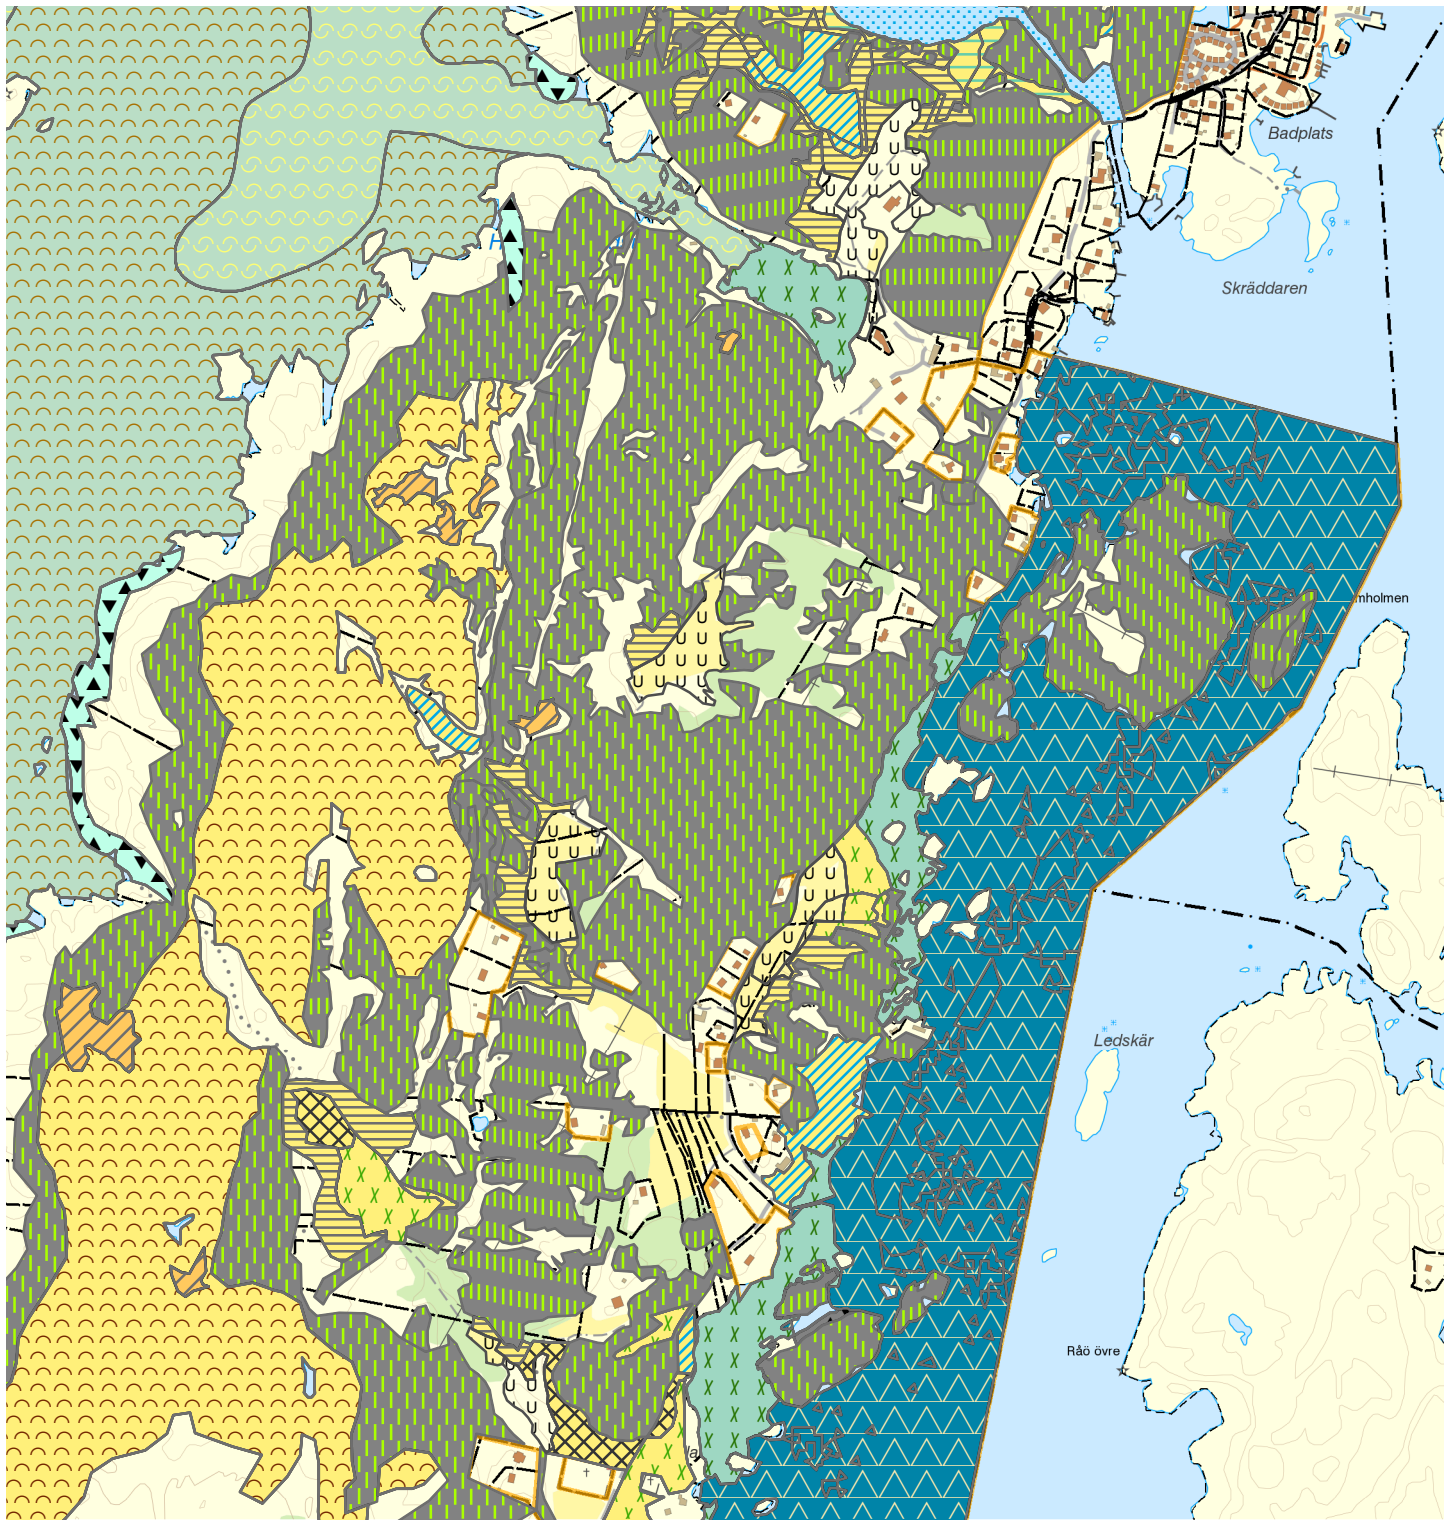 Badplats
Skräddaren
mholmen
Ledskär
Råö övre